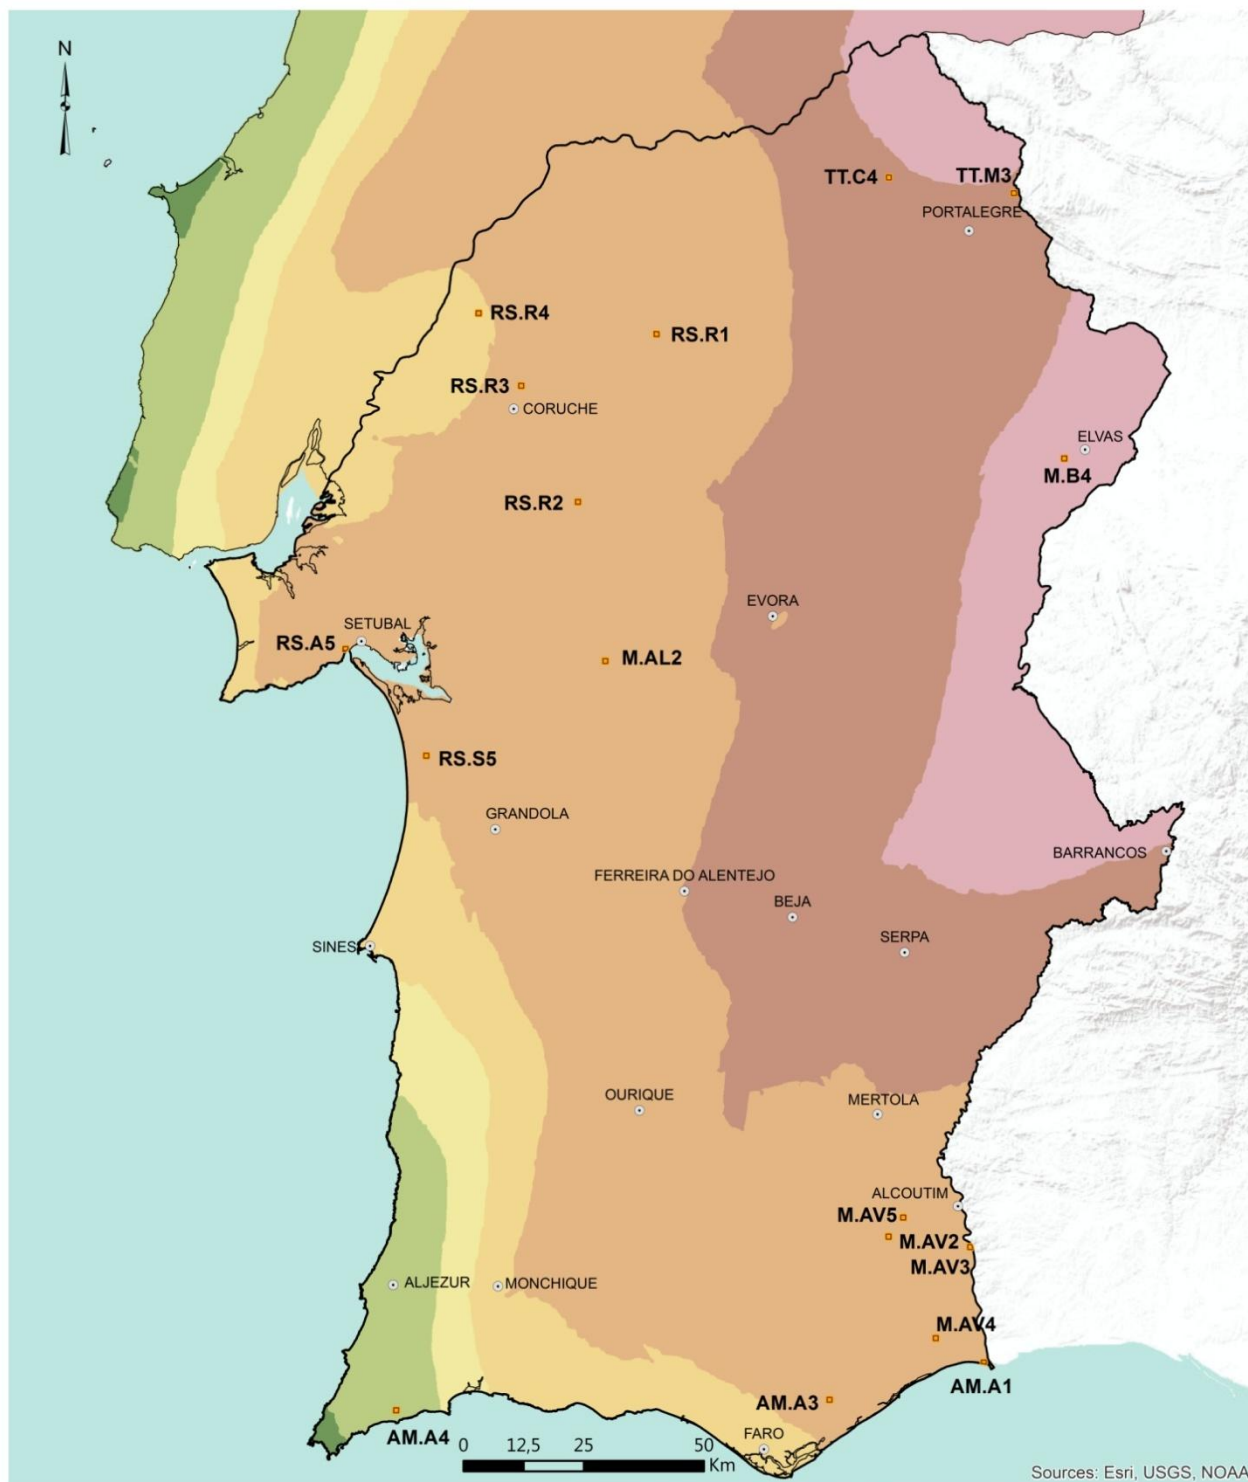 N
TT.C4
TT.M3
PORTALEGRE
RS.R4
RS.R1
RS.R3
CORUCHE
ELVAS
M.B4
RS.R2
EVORA
SETUBAL
RS.A5
M.AL2
RS.S5
GRANDOLA
BARRANCOS
FERREIRA DO ALENTEJO
BEJA
SERPA
SINES
OURIQUE
MERTOLA
ALCOUTIM
M.AV5
M.AV2
M.AV3
ALJEZUR
MONCHIQUE
M.AV4
AM.A1
AM.A3
AM.A4
FARO
0 12,5 25 50
Km
Sources: Esri, USGS, NOAA